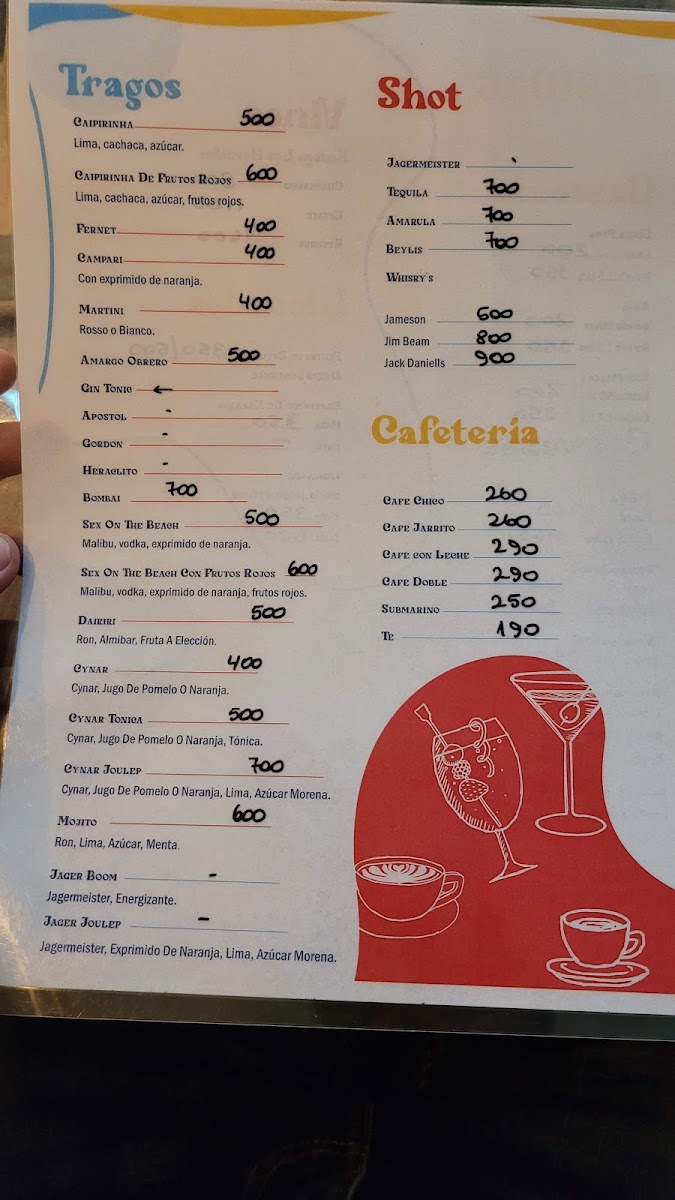 Tragos
Caipirinha 500
Lima, cachaca, azúcar.
Caipirinha De Frutos Rojos 600
Lima, cachaca, azúcar, frutos rojos.
Fernet 400
Campari 400
Con exprimido de naranja.
Martini 400
Rosso o Bianco.
Amargo Obrero 500
Gin Tonic ←
Apostol -
Gordon -
Heraclito -
Bombai 700
Sex On The Beach 500
Malibu, vodka, exprimido de naranja.
Sex On The Beach Con Frutos Rojos 600
Malibu, vodka, exprimido de naranja, frutos rojos.
Dairiri 500
Ron, Almibar, Fruta A Elección.
Cynar 400
Cynar, Jugo De Pomelo O Naranja.
Cynar Tonica 500
Cynar, Jugo De Pomelo O Naranja, Tónica.
Cynar Joulep 700
Cynar, Jugo De Pomelo O Naranja, Lima, Azúcar Morena.
Mojito 600
Ron, Lima, Azúcar, Menta.
Jager Boom -
Jagermeister, Energizante.
Jager Joulep -
Jagermeister, Exprimido De Naranja, Lima, Azúcar Morena.
Shot
Jagermeister
Tequila 700
Amarula 700
Beylis 700
Whisky's
Jameson 600
Jim Beam 800
Jack Daniells 900
Cafeteria
Cafe Chico 260
Cafe Jarrito 260
Cafe con Leche 290
Cafe Doble 290
Submarino 250
Te 190